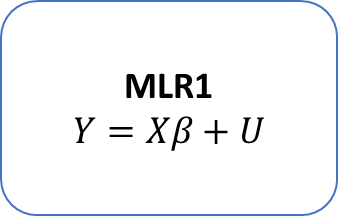 MLR1
Y = Xβ + U